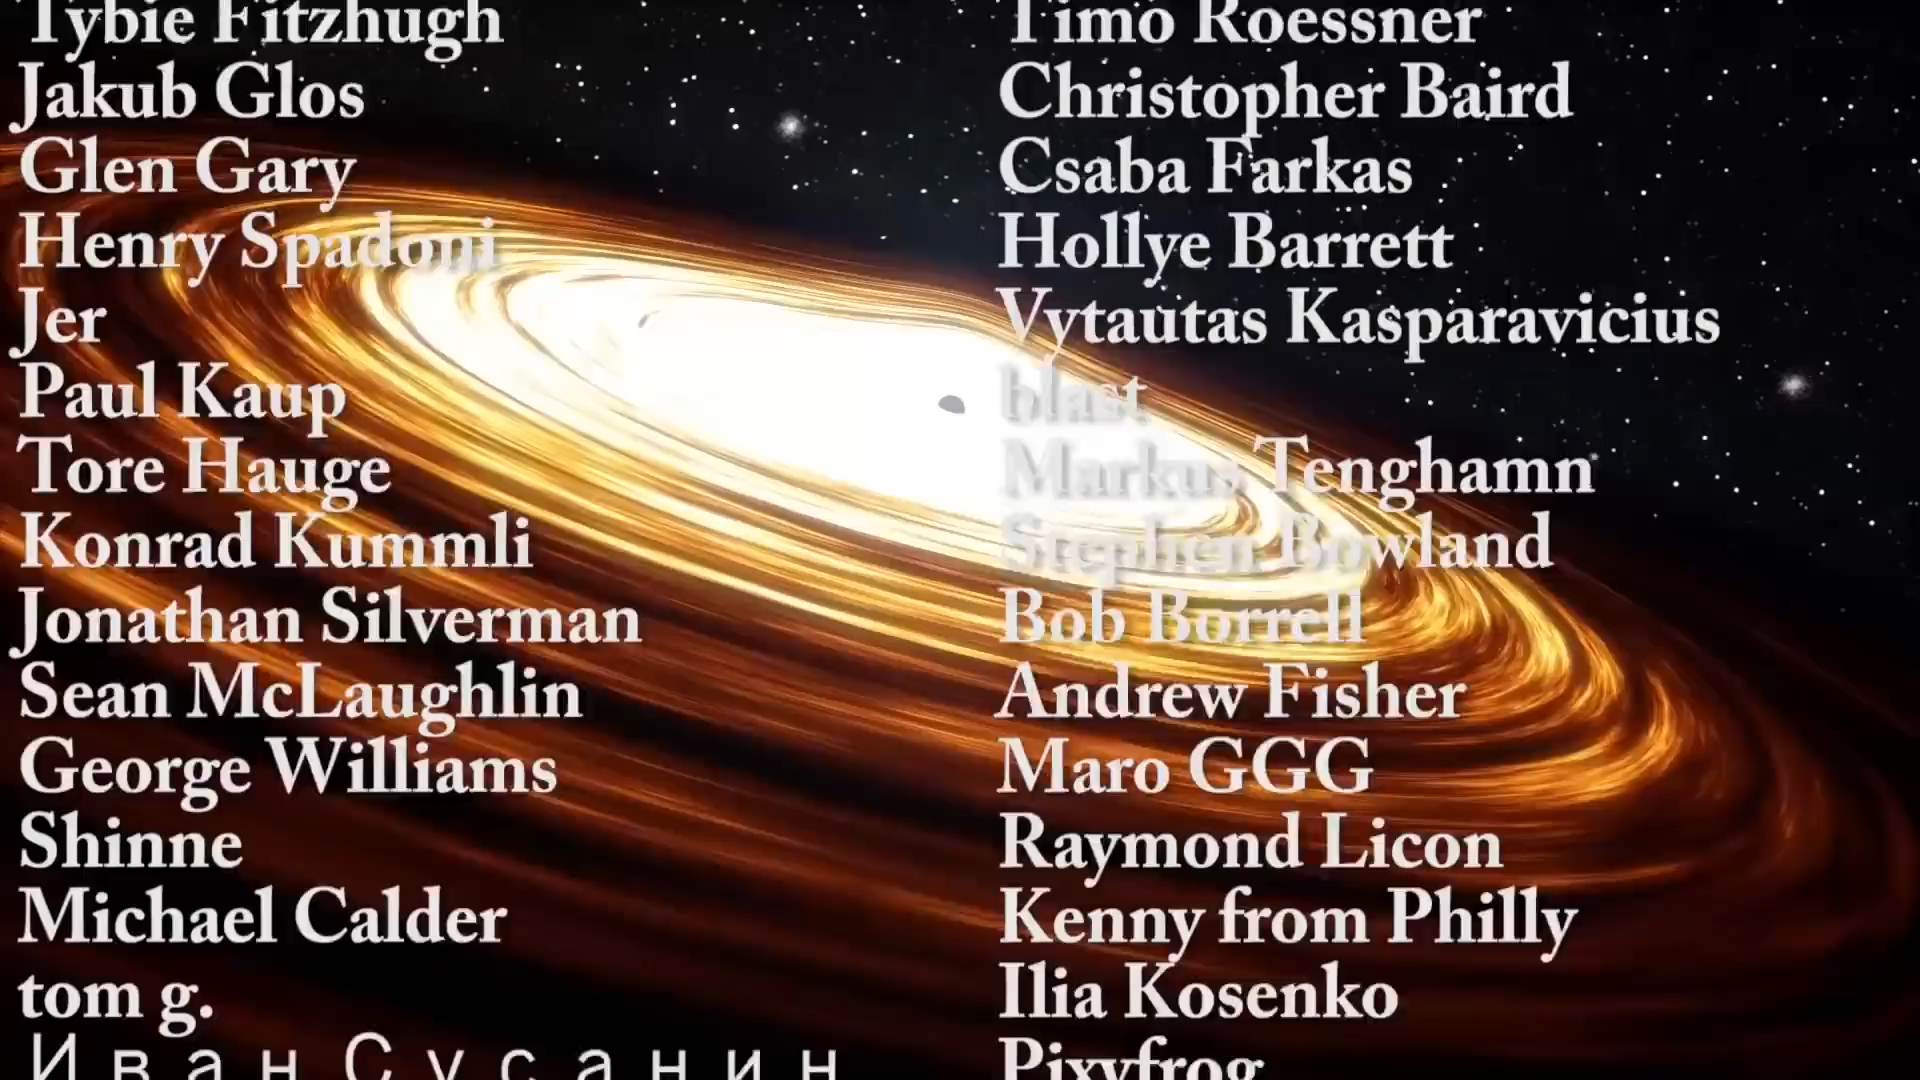 Tybie Fitzhugh
Jakub Glos
Glen Gary
Henry Spadoni
Jer
Paul Kaup
Tore Hauge
Konrad Kummli
Jonathan Silverman
Sean McLaughlin
George Williams
Shinne
Michael Calder
tom g.
Иван Сусанин
Timo Roessner
Christopher Baird
Csaba Farkas
Hollye Barrett
Vytautas Kasparavicius
blast
Markus Tenghamn
Stephen Bowland
Bob Borrell
Andrew Fisher
Maro GGG
Raymond Licon
Kenny from Philly
Ilia Kosenko
Pixyfrog